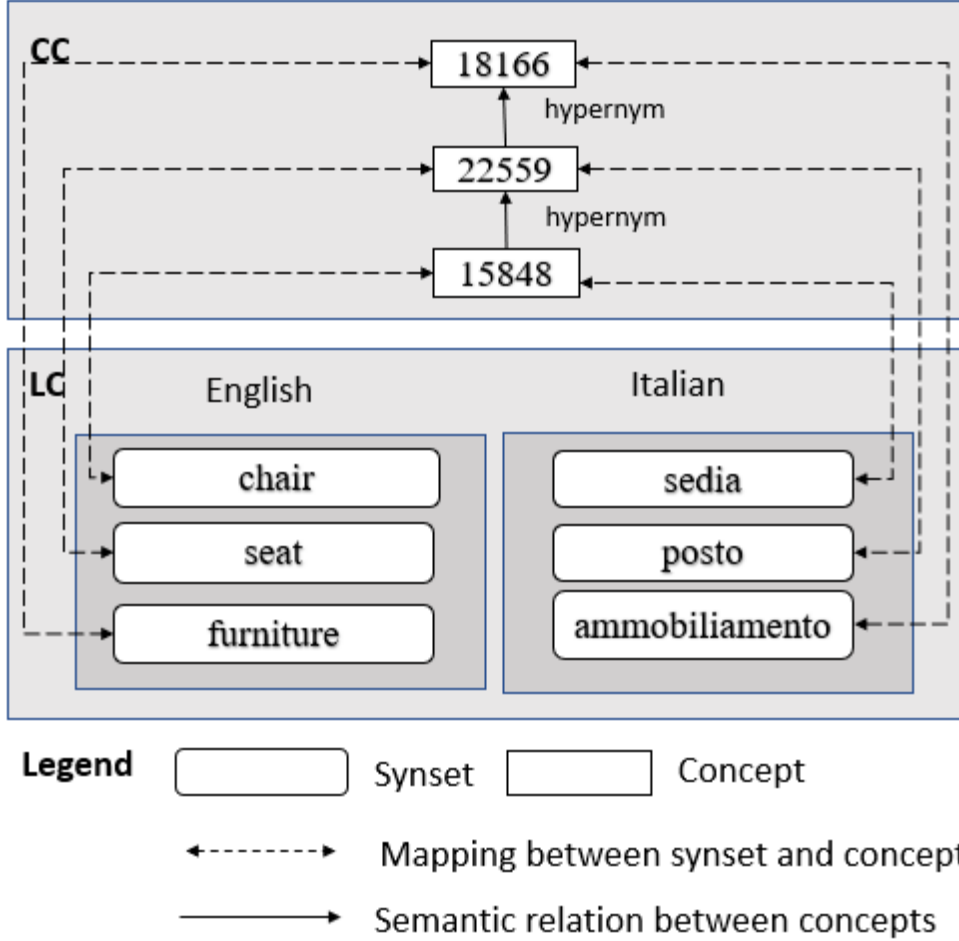 CC
18166
hypernym
22559
hypernym
15848
LC
English
Italian
chair
sedia
seat
posto
furniture
ammobiliamento
Legend
Synset
Concept
Mapping between synset and concept
Semantic relation between concepts